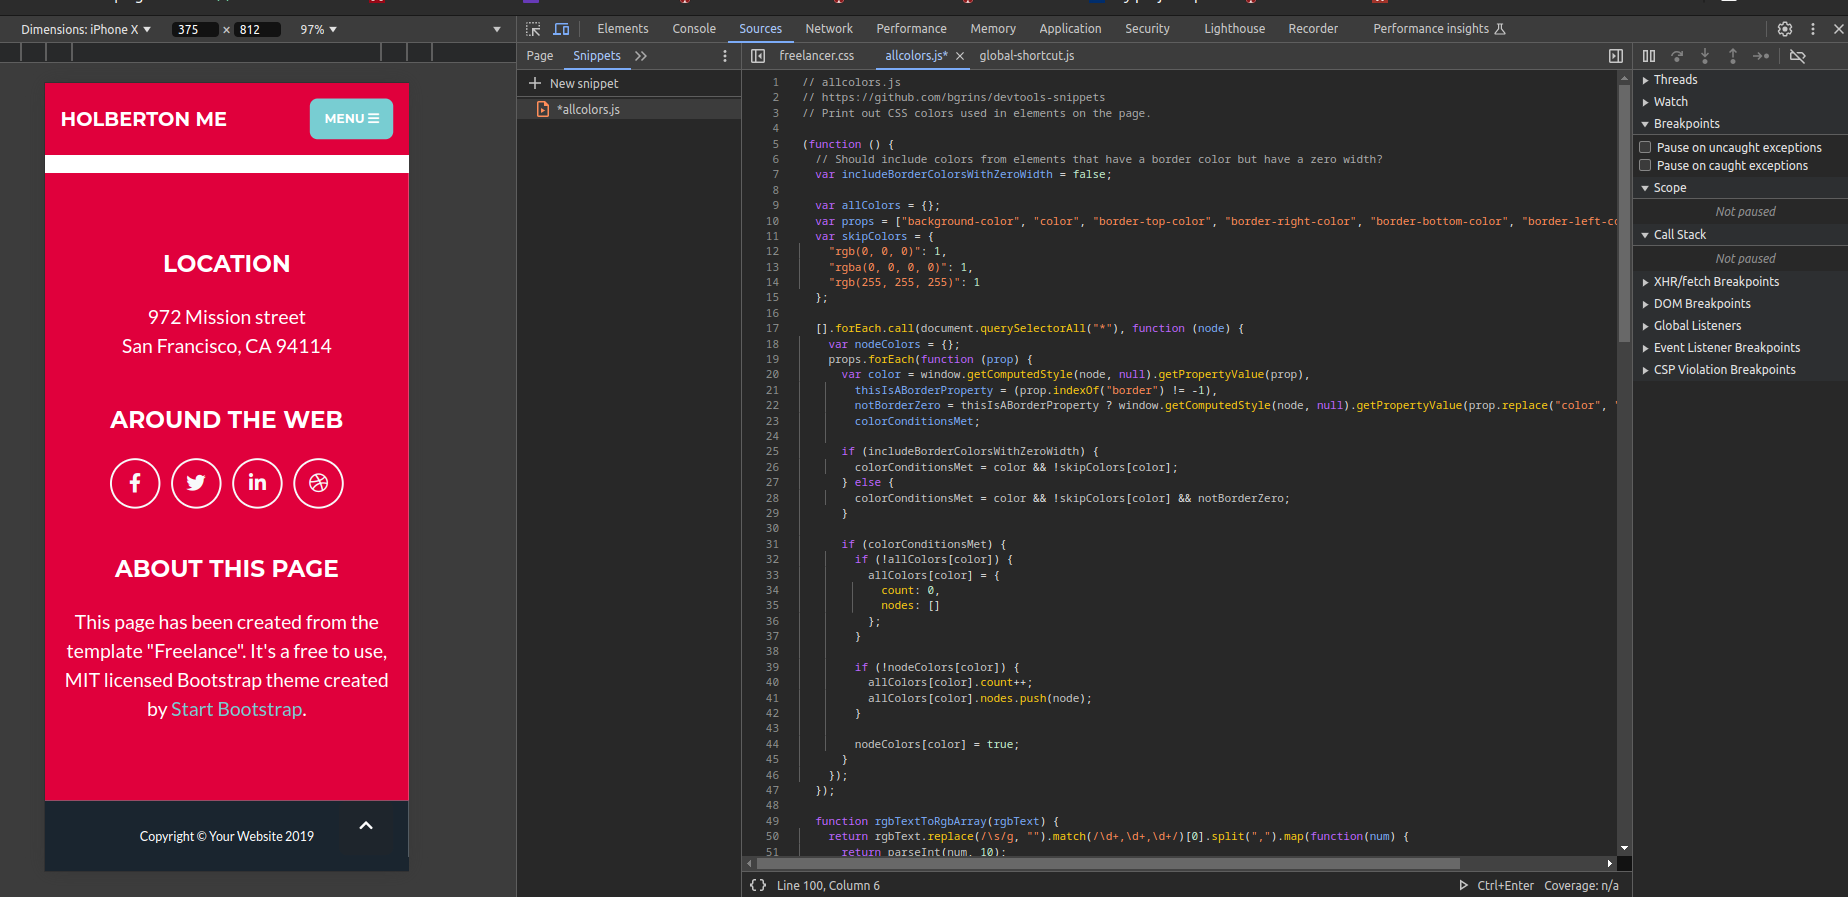 Dimensions: iPhone X ▼ 375 × 812 97% ▼
HOLBERTON ME
MENU ☰
LOCATION
972 Mission street
San Francisco, CA 94114
AROUND THE WEB
ABOUT THIS PAGE
This page has been created from the
template "Freelance". It's a free to use,
MIT licensed Bootstrap theme created
by Start Bootstrap.
Copyright © Your Website 2019
Elements Console Sources Network Performance Memory Application Security Lighthouse Recorder Performance insights
Page Snippets
New snippet
*allcolors.js
freelancer.css allcolors.js* × global-shortcut.js
1 // allcolors.js
2 // https://github.com/bgrins/devtools-snippets
3 // Print out CSS colors used in elements on the page.
4
5 (function () {
6 // Should include colors from elements that have a border color but have a zero width?
7 var includeBorderColorsWithZeroWidth = false;
8
9 var allColors = {};
10 var props = ["background-color", "color", "border-top-color", "border-right-color", "border-bottom-color", "border-left-co
11 var skipColors = {
12 "rgb(0, 0, 0)": 1,
13 "rgba(0, 0, 0, 0)": 1,
14 "rgb(255, 255, 255)": 1
15 };
16
17 [].forEach.call(document.querySelectorAll("*"), function (node) {
18 var nodeColors = {};
19 props.forEach(function (prop) {
20 var color = window.getComputedStyle(node, null).getPropertyValue(prop),
21 thisIsABorderProperty = (prop.indexOf("border") != -1),
22 notBorderZero = thisIsABorderProperty ? window.getComputedStyle(node, null).getPropertyValue(prop.replace("color", "
23 colorConditionsMet;
24
25 if (includeBorderColorsWithZeroWidth) {
26 colorConditionsMet = color && !skipColors[color];
27 } else {
28 colorConditionsMet = color && !skipColors[color] && notBorderZero;
29 }
30
31 if (colorConditionsMet) {
32 if (!allColors[color]) {
33 allColors[color] = {
34 count: 0,
35 nodes: []
36 };
37 }
38
39 if (!nodeColors[color]) {
40 allColors[color].count++;
41 allColors[color].nodes.push(node);
42 }
43
44 nodeColors[color] = true;
45 }
46 });
47 });
48
49 function rgbTextToRgbArray(rgbText) {
50 return rgbText.replace(/\s/g, "").match(/\d+,\d+,\d+/)[0].split(",").map(function(num) {
51 return parseInt(num, 10);
{} Line 100, Column 6
Ctrl+Enter Coverage: n/a
Threads
Watch
Breakpoints
Pause on uncaught exceptions
Pause on caught exceptions
Scope
Not paused
Call Stack
Not paused
XHR/fetch Breakpoints
DOM Breakpoints
Global Listeners
Event Listener Breakpoints
CSP Violation Breakpoints